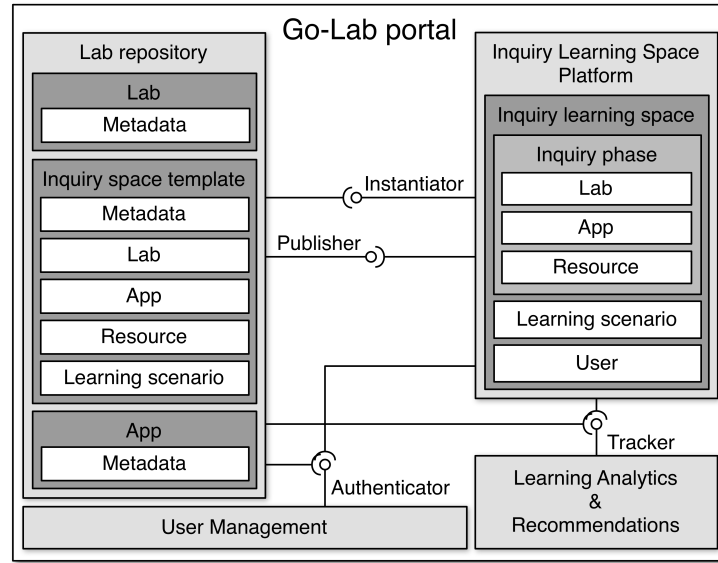 Go-Lab portal
Lab repository
Lab
Metadata
Inquiry space template
Metadata
Lab
App
Resource
Learning scenario
App
Metadata
Instantiator
Publisher
Inquiry Learning Space
Platform
Inquiry learning space
Inquiry phase
Lab
App
Resource
Learning scenario
User
Tracker
Authenticator
User Management
Learning Analytics
&
Recommendations